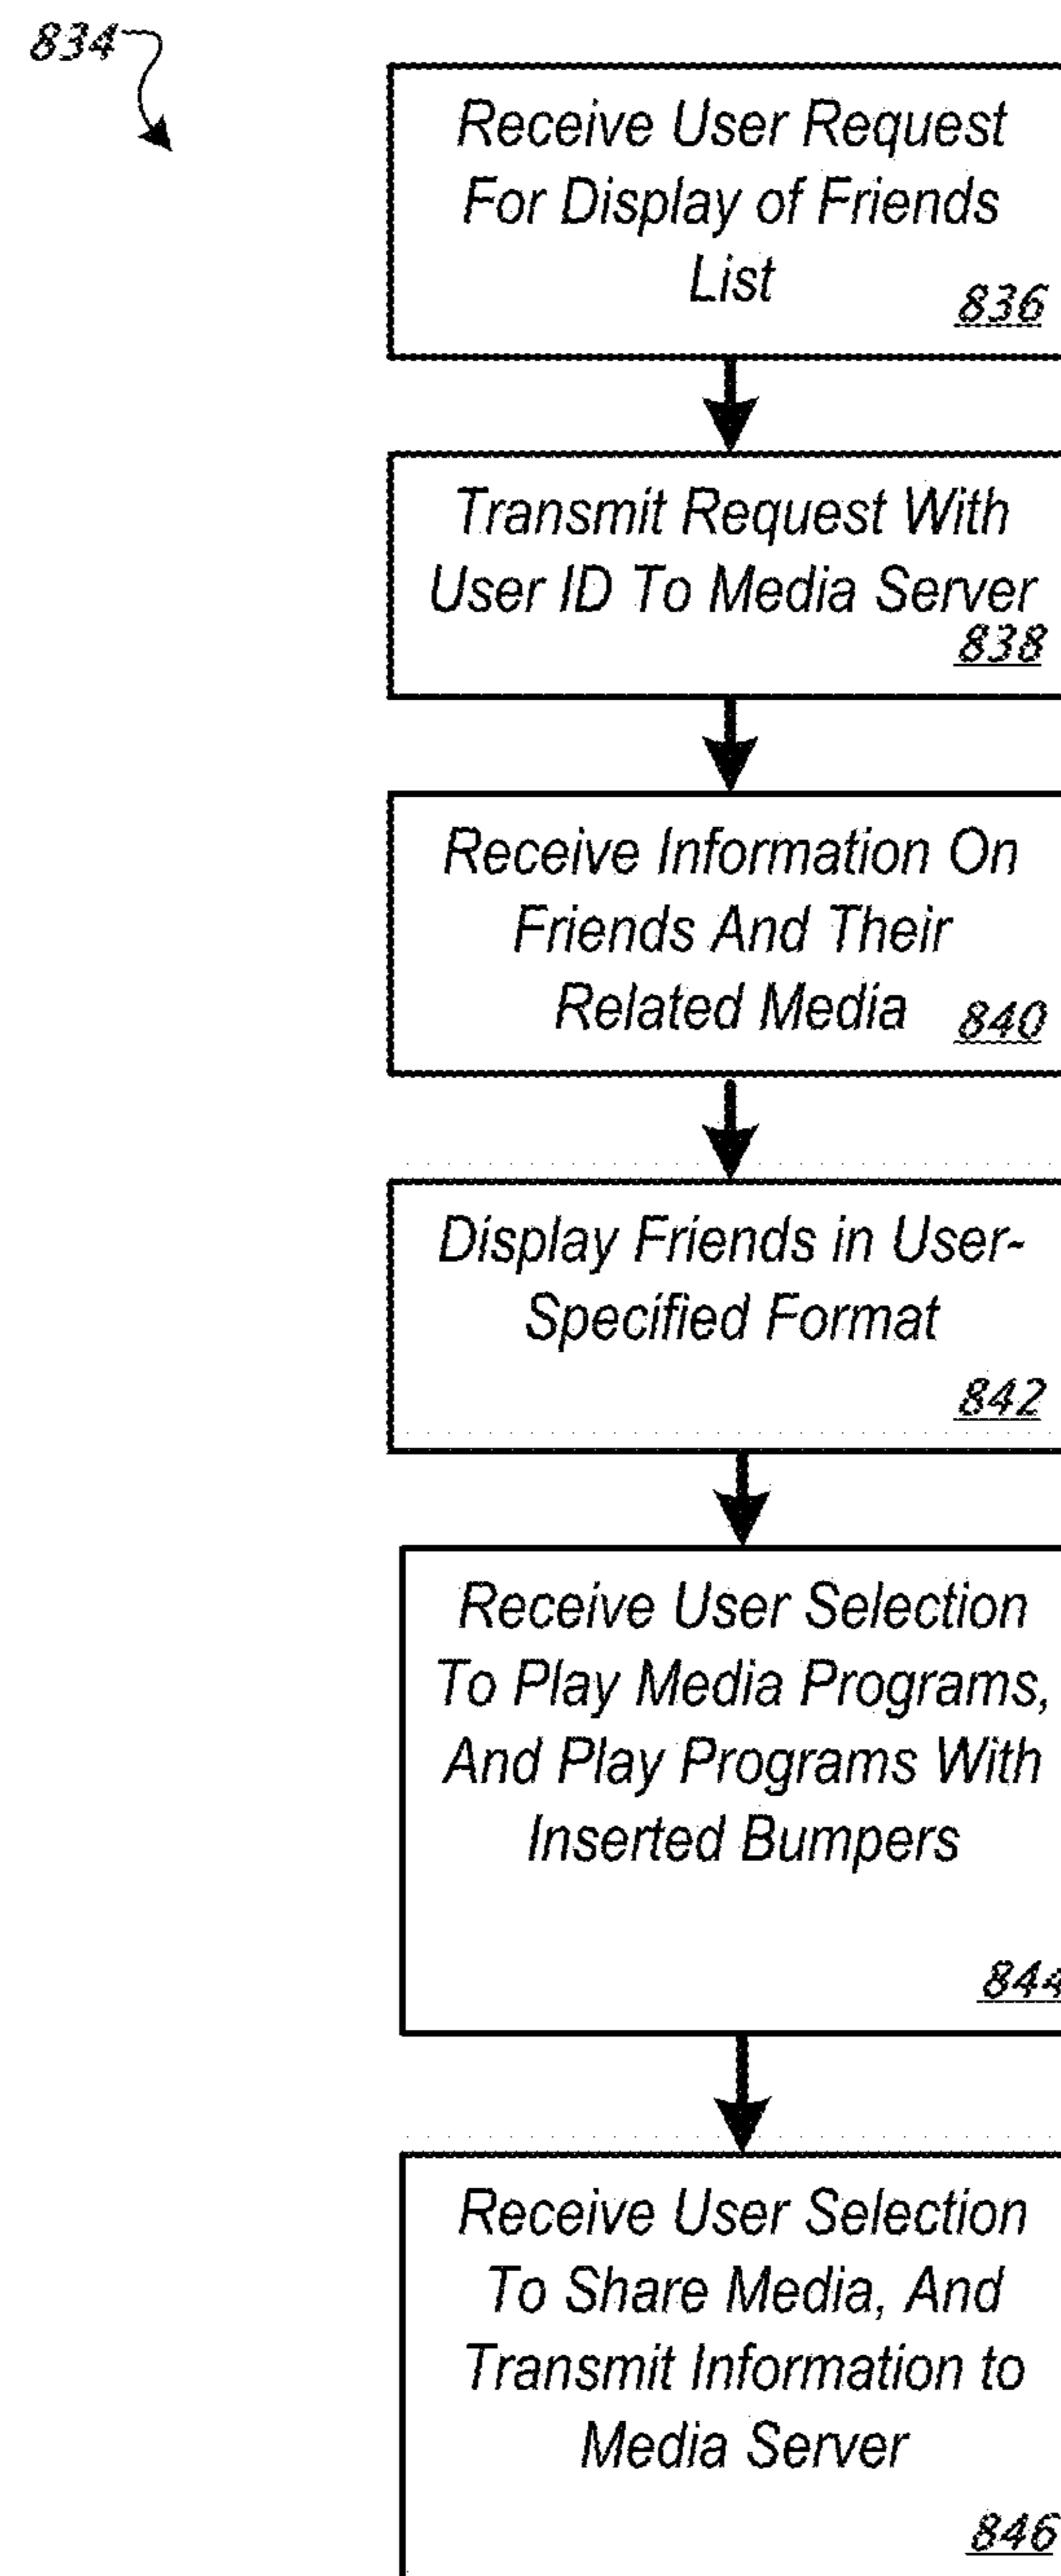 834
Receive User Request
For Display of Friends
List
836
Transmit Request With
User ID To Media Server
838
Receive Information On
Friends And Their
Related Media
840
Display Friends in User-
Specified Format
842
Receive User Selection
To Play Media Programs,
And Play Programs With
Inserted Bumpers
844
Receive User Selection
To Share Media, And
Transmit Information to
Media Server
846